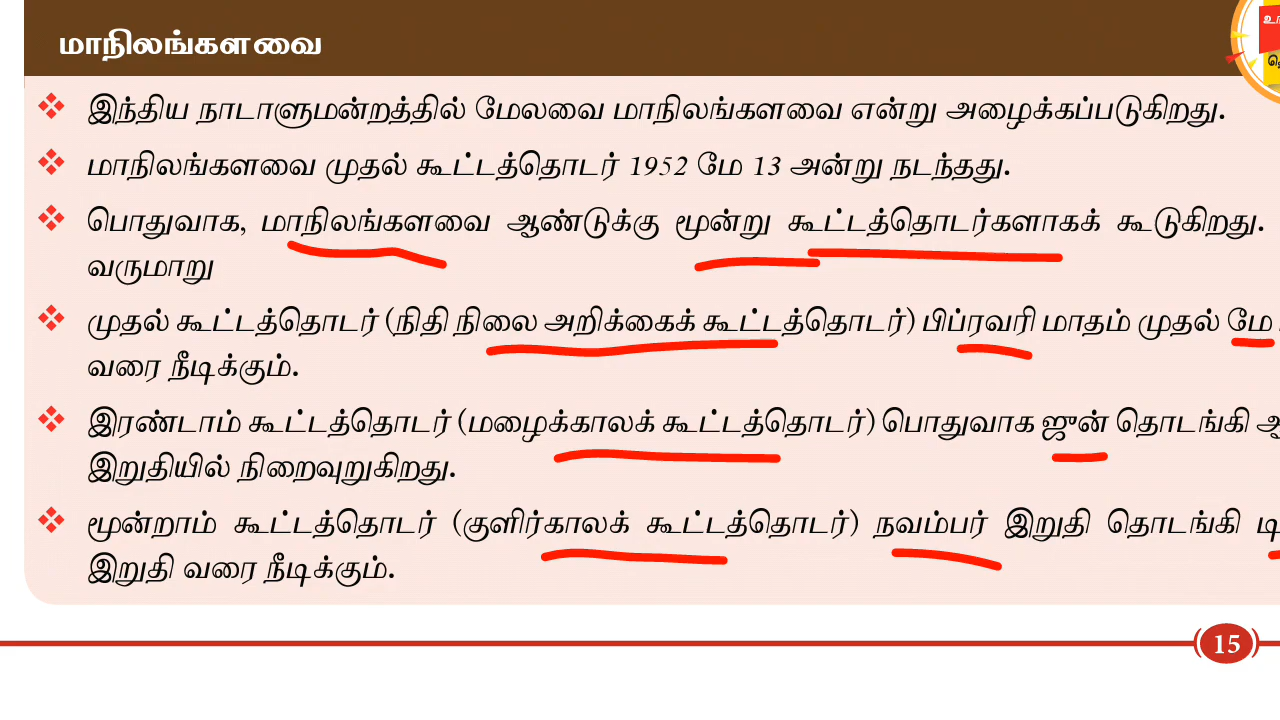 மாநிலங்களவை
இந்திய நாடாளுமன்றத்தில் மேலவை மாநிலங்களவை என்று அழைக்கப்படுகிறது.
மாநிலங்களவை முதல் கூட்டத்தொடர் 1952 மே 13 அன்று நடந்தது.
பொதுவாக, மாநிலங்களவை ஆண்டுக்கு மூன்று கூட்டத்தொடர்களாகக் கூடுகிறது.
வருமாறு
முதல் கூட்டத்தொடர் (நிதி நிலை அறிக்கைக் கூட்டத்தொடர்) பிப்ரவரி மாதம் முதல் மே
வரை நீடிக்கும்.
இரண்டாம் கூட்டத்தொடர் (மழைக்காலக் கூட்டத்தொடர்) பொதுவாக ஜுன் தொடங்கி
இறுதியில் நிறைவுறுகிறது.
மூன்றாம் கூட்டத்தொடர் (குளிர்காலக் கூட்டத்தொடர்) நவம்பர் இறுதி தொடங்கி
இறுதி வரை நீடிக்கும்.
15